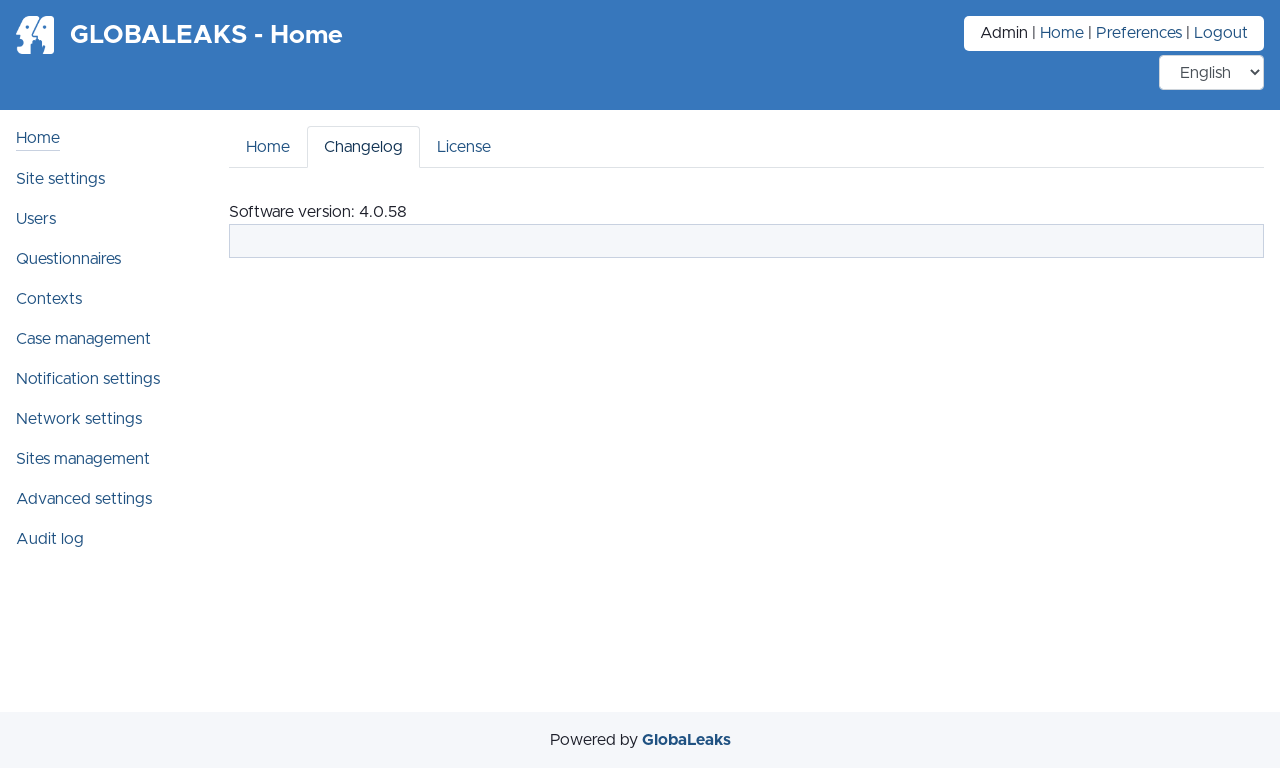 GLOBALEAKS - Home
Admin | Home | Preferences | Logout
English
Home
Site settings
Users
Questionnaires
Contexts
Case management
Notification settings
Network settings
Sites management
Advanced settings
Audit log
Home Changelog License
Software version: 4.0.58
Powered by GlobaLeaks